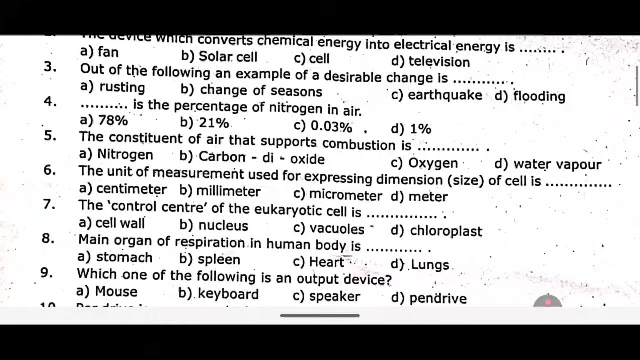 The device which converts chemical energy into electrical energy is ........ .
a) fan b) Solar cell c) cell d) television
3. Out of the following an example of a desirable change is ............ .
a) rusting b) change of seasons c) earthquake d) flooding
4. .......... is the percentage of nitrogen in air.
a) 78% b) 21% c) 0.03% . d) 1%
5. The constituent of air that supports combustion is ............. .
a) Nitrogen b) Carbon - di - oxide c) Oxygen d) water vapour
6. The unit of measurement used for expressing dimension (size) of cell is ..............
a) centimeter b) millimeter c) micrometer d) meter
7. The 'control centre' of the eukaryotic cell is ............... .
a) cell wall b) nucleus c) vacuoles d) chloroplast
8. Main organ of respiration in human body is ............ .
a) stomach b) spleen c) Heart d) Lungs
9. Which one of the following is an output device?
a) Mouse b) keyboard c) speaker d) pendrive